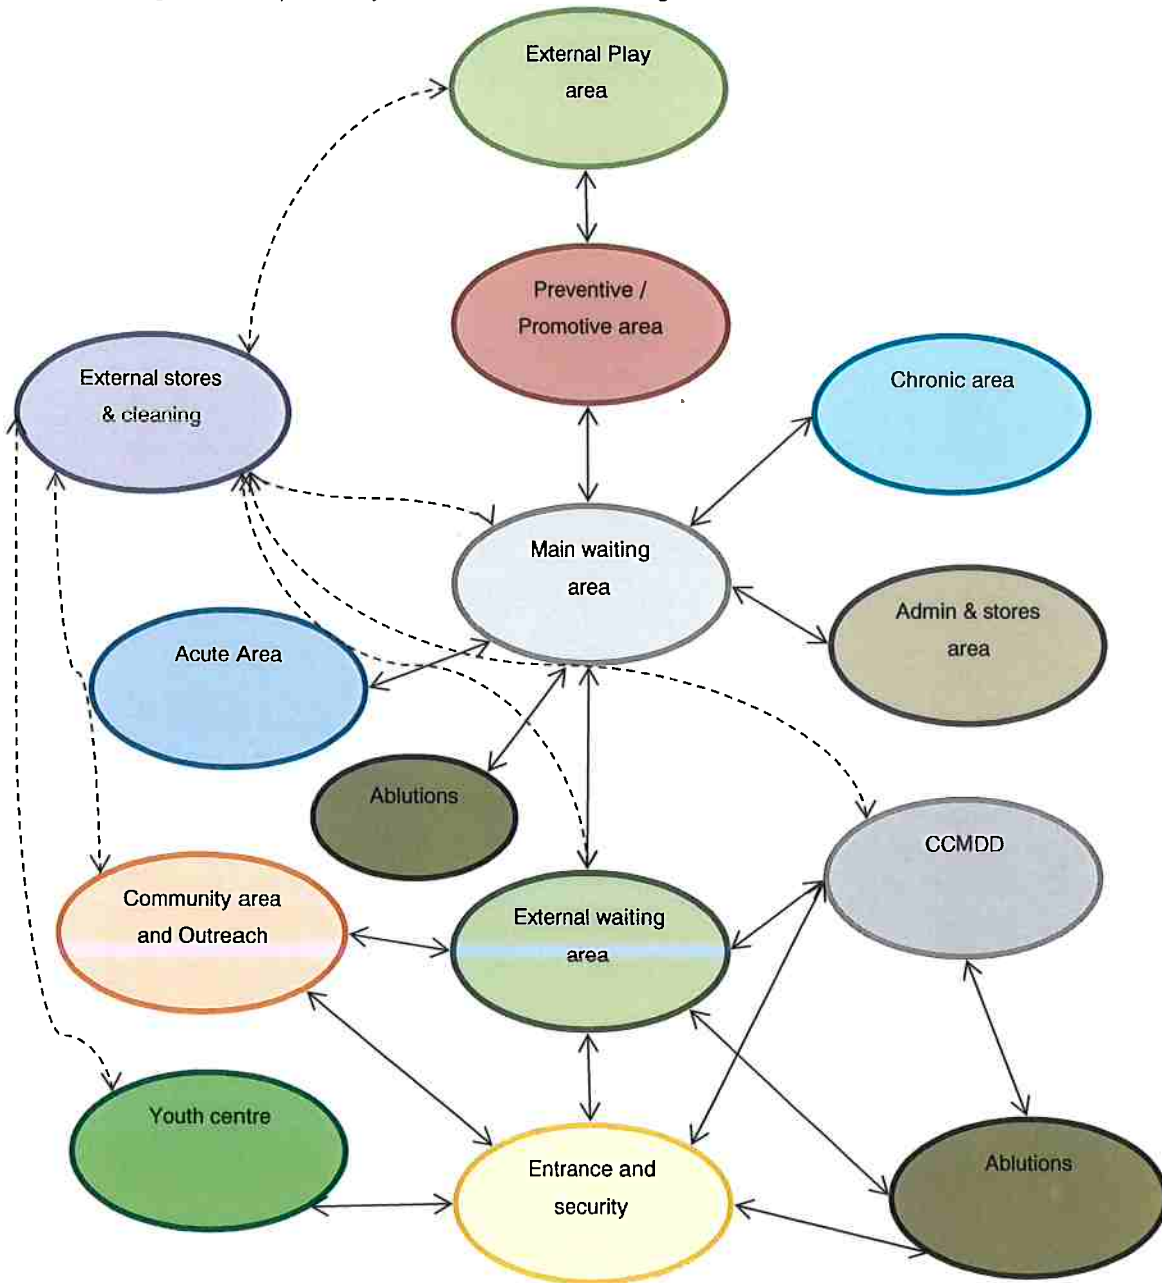 External Play
area
Preventive /
Promotive area
External stores
& cleaning
Chronic area
Main waiting
area
Admin & stores
area
Acute Area
Ablutions
CCMDD
Community area
and Outreach
External waiting
area
Youth centre
Entrance and
security
Ablutions